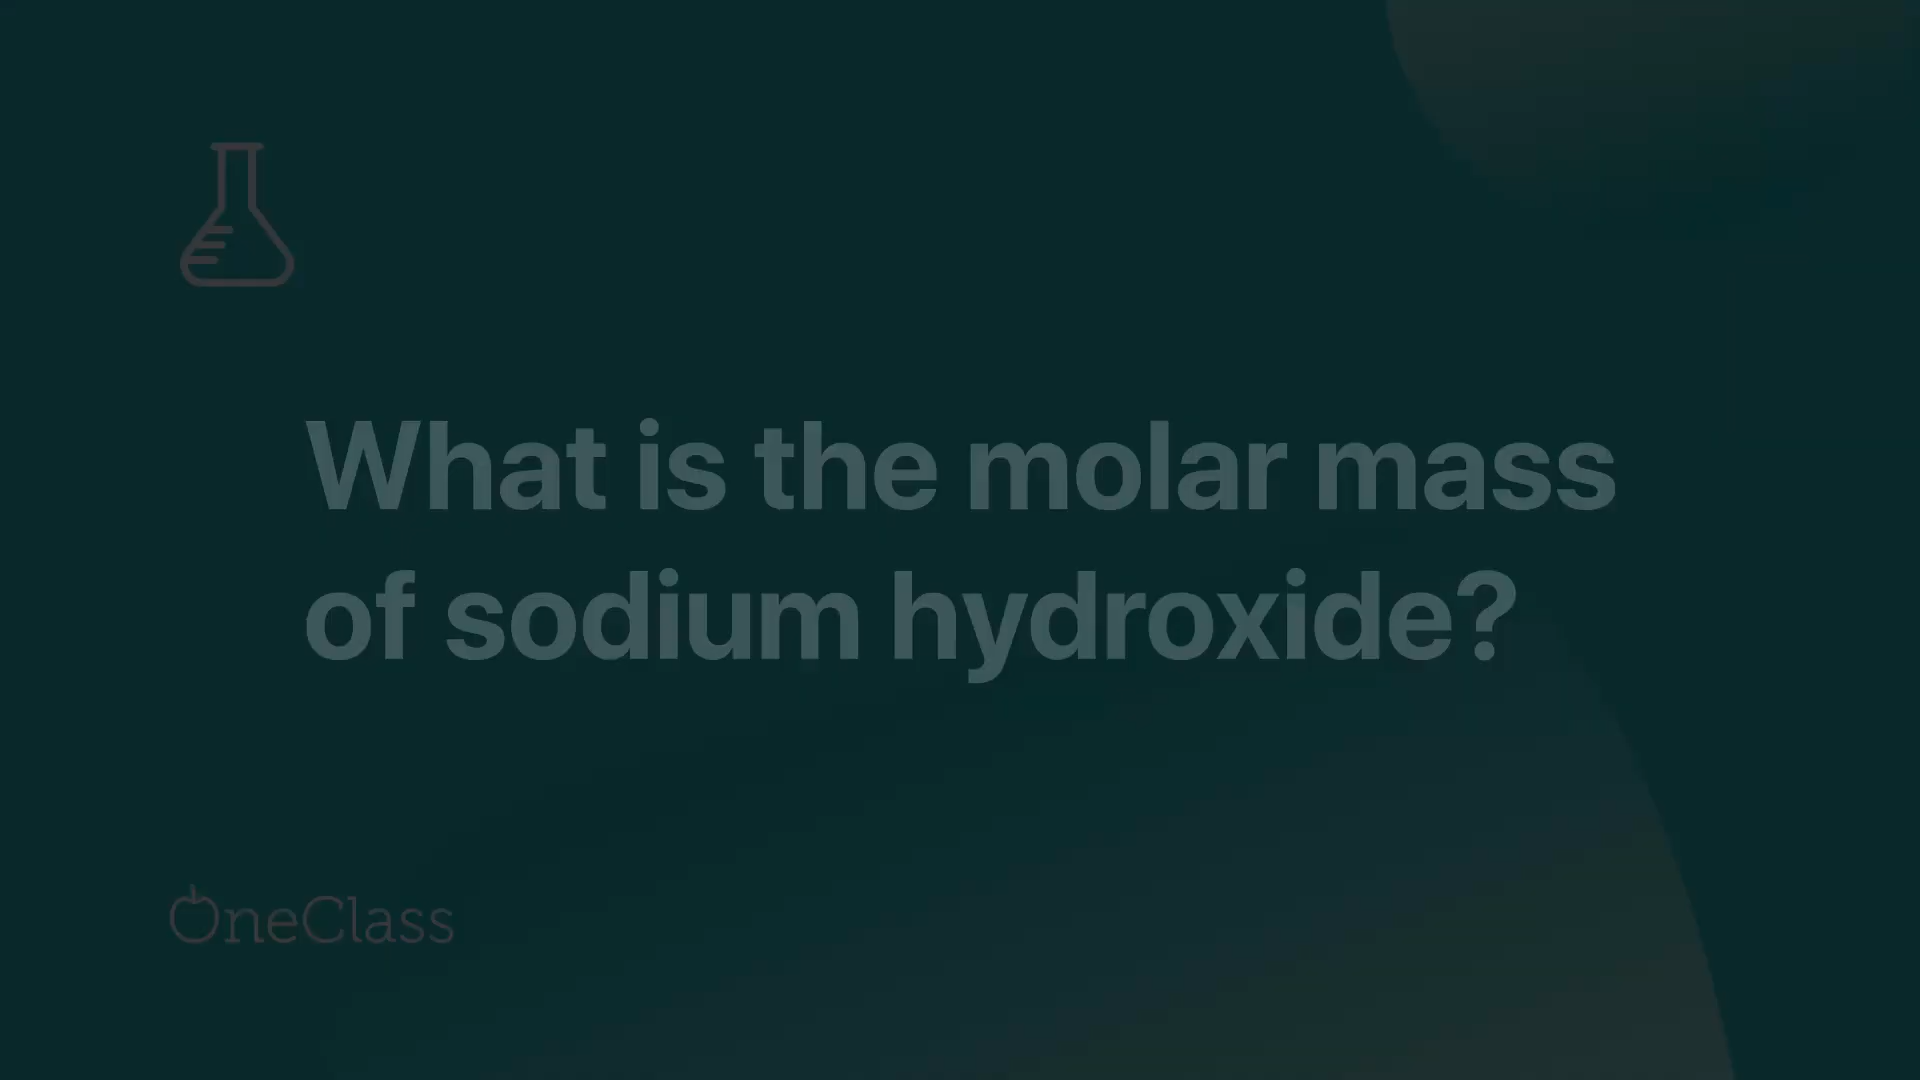 What is the molar mass
of sodium hydroxide?
OneClass